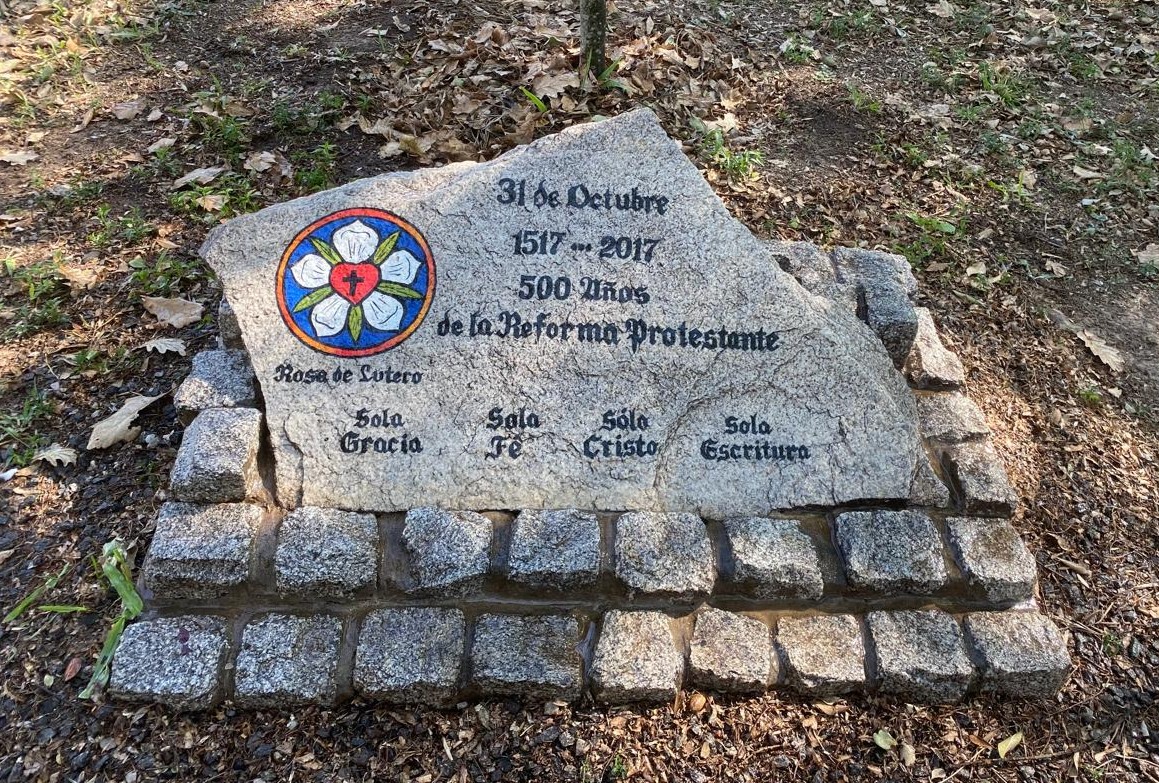 31 de Octubre
1517 --- 2017
500 Años
de la Reforma Protestante
Rosa de Lutero
Sola
Gracia
Sola
Fe
Sólo
Cristo
Sola
Escritura